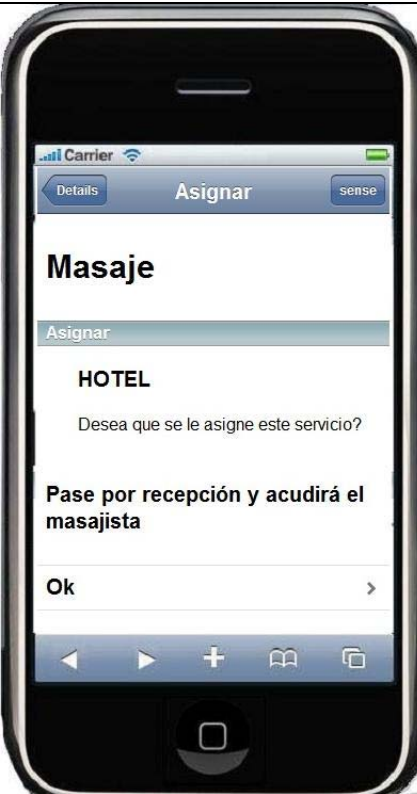 Carrier
Details
Asignar
sense
Masaje
Asignar
HOTEL
Desea que se le asigne este servicio?
Pase por recepción y acudirá el
masajista
Ok